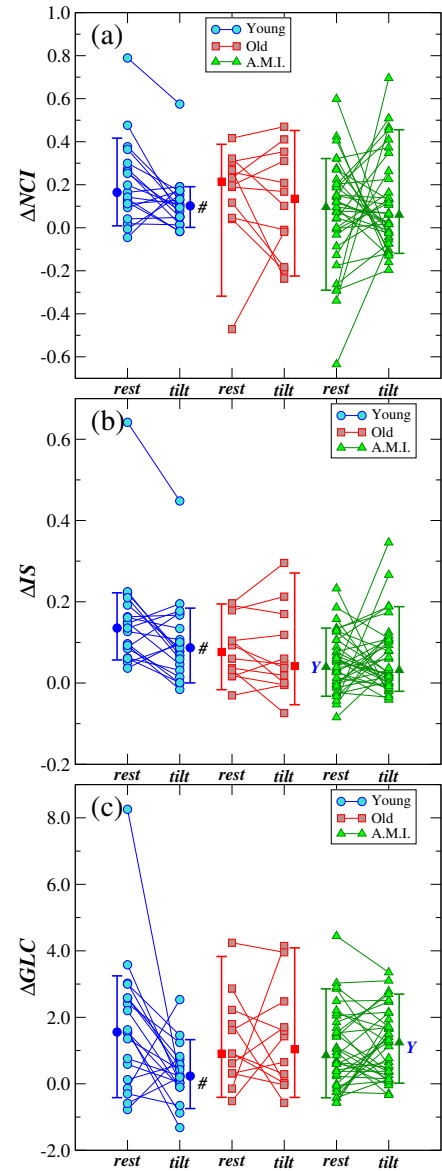 (a)
Young
Old
A.M.I.
1.0
0.8
0.6
0.4
0.2
0.0
-0.2
-0.4
-0.6
ΔNCI
#
rest tilt rest tilt rest tilt
(b)
Young
Old
A.M.I.
0.6
0.4
0.2
0.0
-0.2
ΔIS
#
Y
rest tilt rest tilt rest tilt
(c)
Young
Old
A.M.I.
8.0
6.0
4.0
2.0
0.0
-2.0
ΔGLC
#
Y
rest tilt rest tilt rest tilt